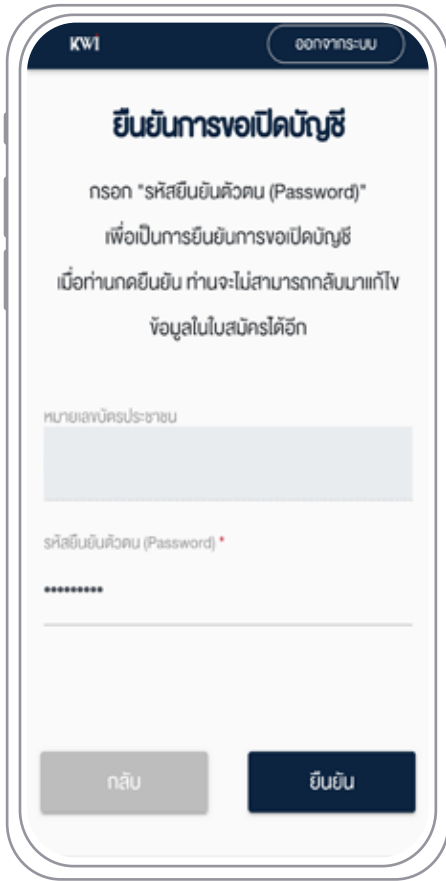 KWI
ออกจากระบบ
ยืนยันการขอเปิดบัญชี
กรอก "รหัสยืนยันตัวตน (Password)"
เพื่อเป็นการยืนยันการขอเปิดบัญชี
เมื่อท่านกดยืนยัน ท่านจะไม่สามารถกลับมาแก้ไข
ข้อมูลในใบสมัครได้อีก
หมายเลขบัตรประชาชน
รหัสยืนยันตัวตน (Password) *
•••••••••
กลับ
ยืนยัน